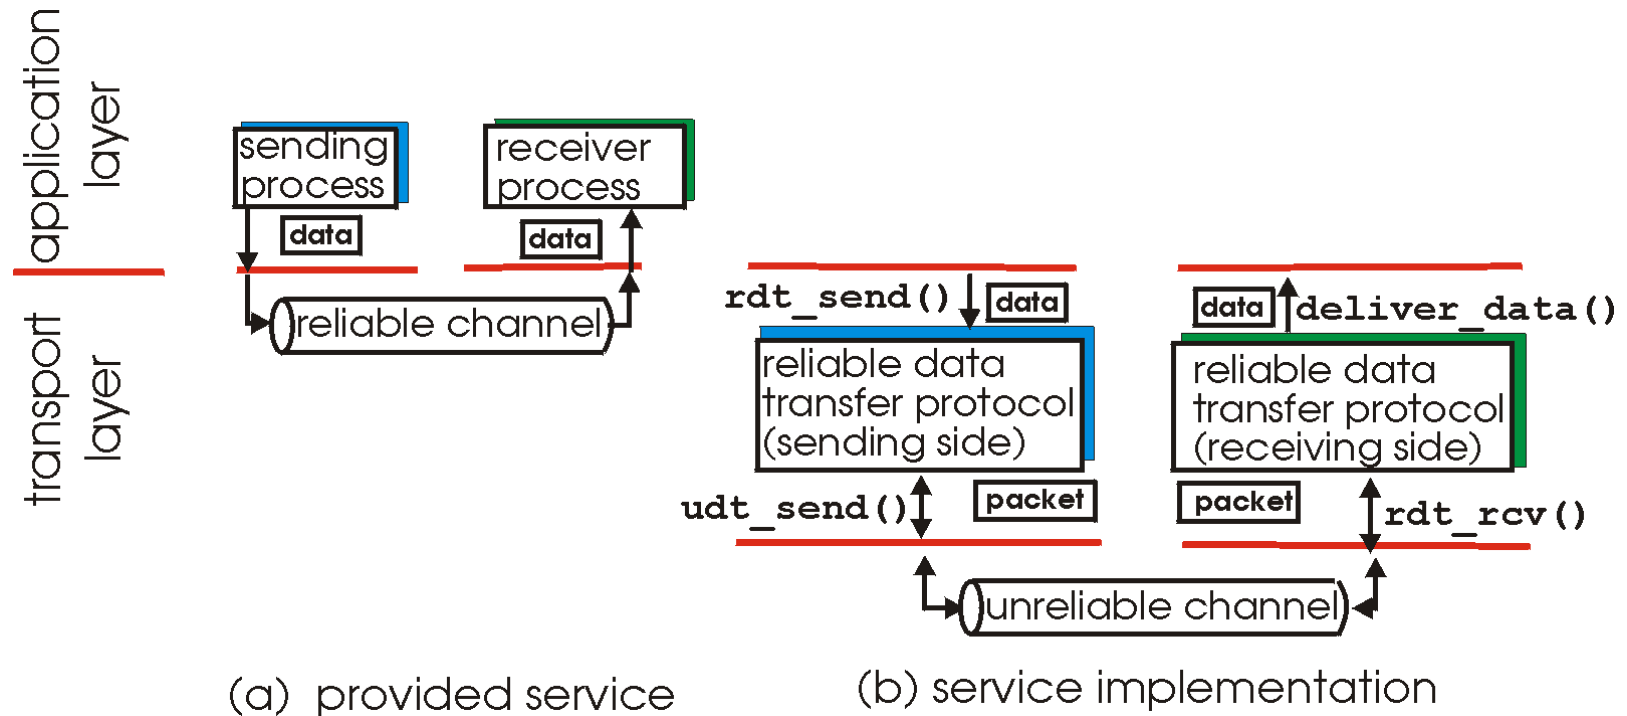 application
layer
transport
layer
sending
process
receiver
process
data
data
reliable channel
(a) provided service
rdt_send()
data
data
deliver_data()
reliable data
transfer protocol
(sending side)
reliable data
transfer protocol
(receiving side)
udt_send()
packet
packet
rdt_rcv()
unreliable channel
(b) service implementation